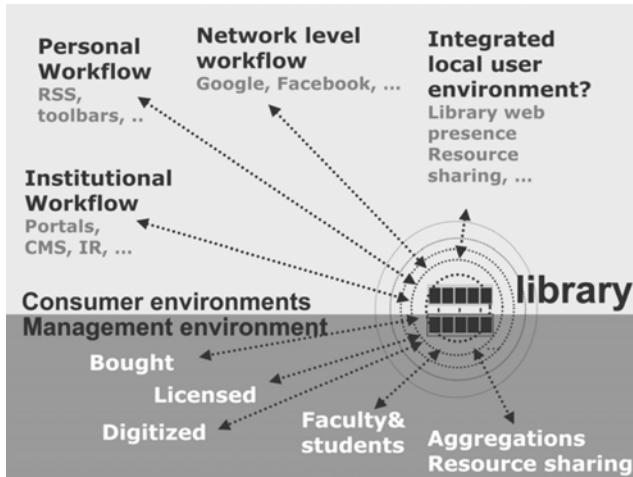 Personal
Workflow
RSS,
toolbars, ..
Network level
workflow
Google, Facebook, ...
Integrated
local user
environment?
Library web
presence
Resource
sharing, ...
Institutional
Workflow
Portals,
CMS, IR, ...
library
Consumer environments
Management environment
Bought
Licensed
Digitized
Faculty&
students
Aggregations
Resource sharing